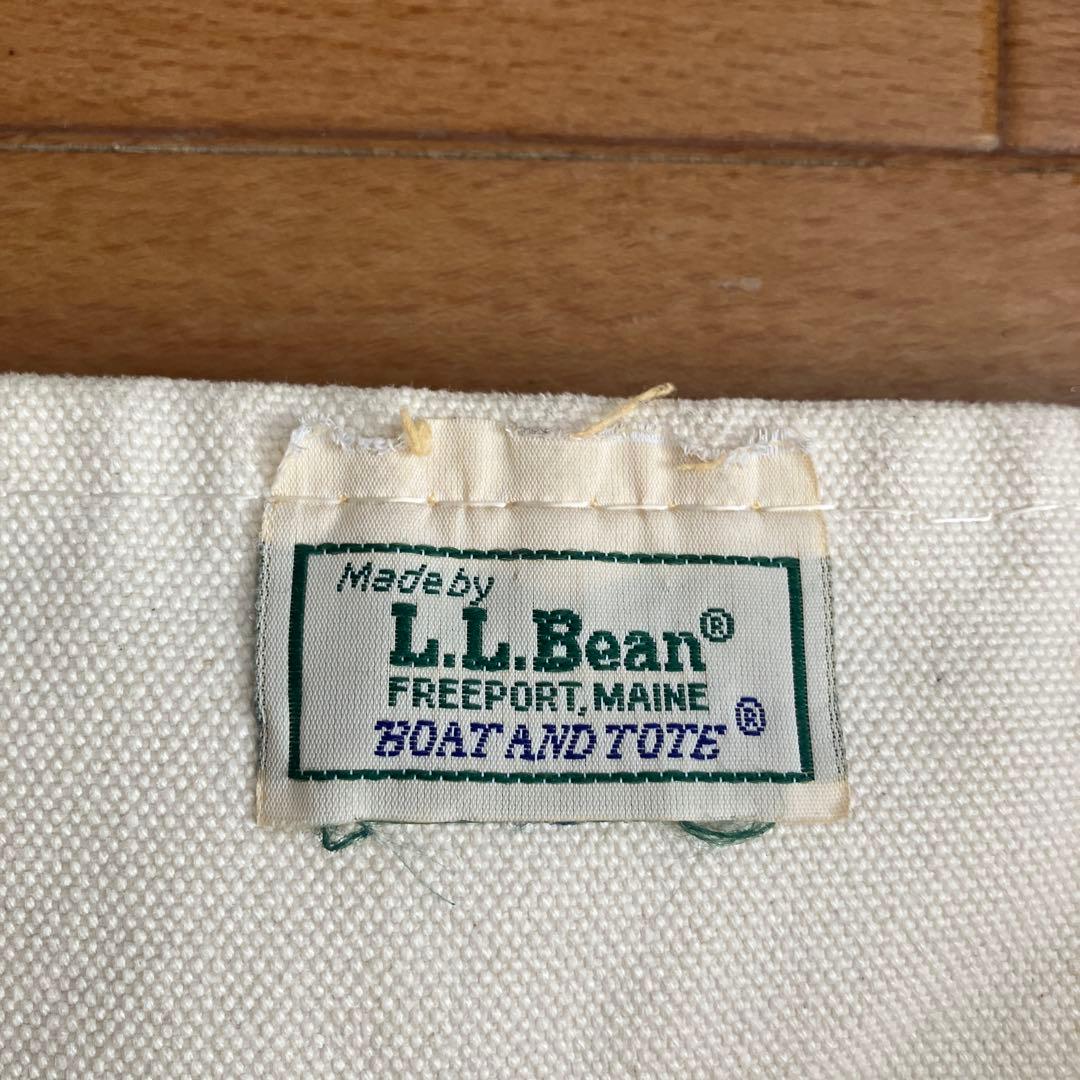 Made by
L.L.Bean®
FREEPORT, MAINE
BOAT AND TOTE ®